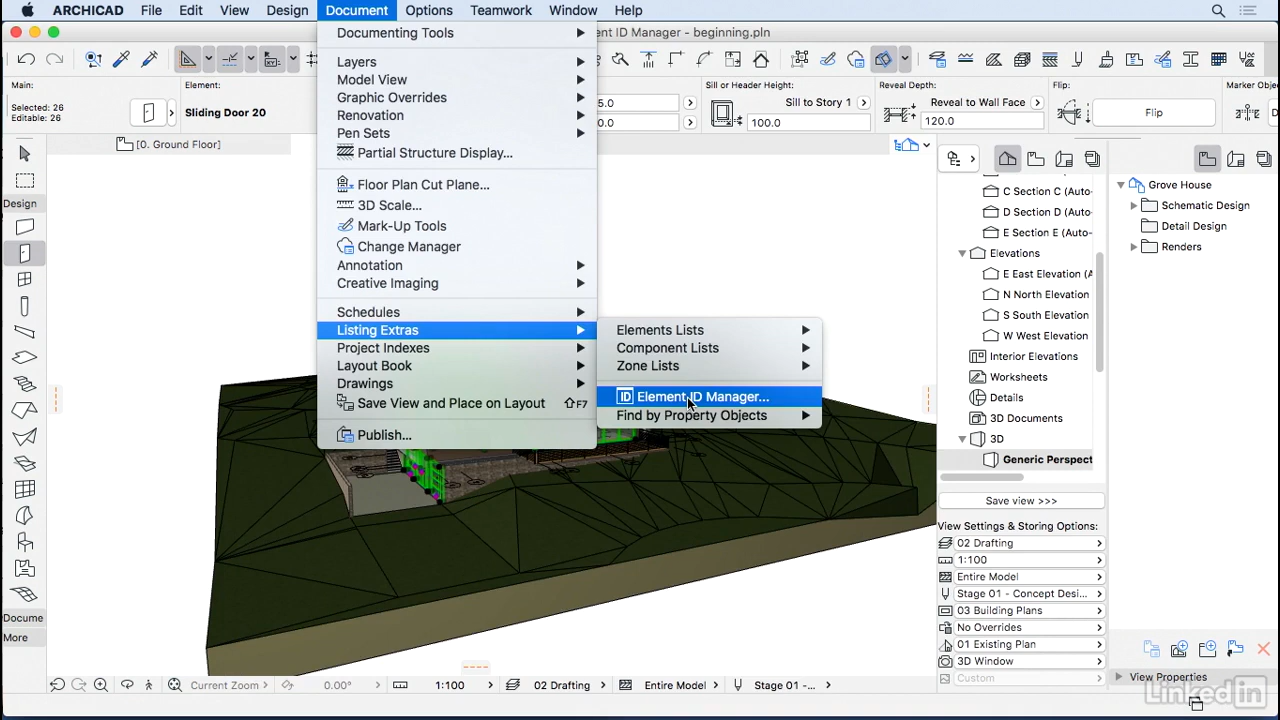 ARCHICAD File Edit View Design Document Options Teamwork Window Help
ent ID Manager - beginning.pln
Documenting Tools
Layers
Model View
Graphic Overrides
Renovation
Pen Sets
Partial Structure Display...
Floor Plan Cut Plane...
3D Scale...
Mark-Up Tools
Change Manager
Annotation
Creative Imaging
Schedules
Listing Extras
Project Indexes
Layout Book
Drawings
Save View and Place on Layout ⇧F7
Publish...
Elements Lists
Component Lists
Zone Lists
ID Element ID Manager...
Find by Property Objects
Main:
Selected: 26
Editable: 26
Element:
Sliding Door 20
5.0
0.0
Sill or Header Height:
Sill to Story 1
100.0
Reveal Depth:
Reveal to Wall Face
120.0
Flip:
Flip
Marker Obje
[0. Ground Floor]
Design
Docume
More
C Section C (Auto-
D Section D (Auto-
E Section E (Auto-
Elevations
E East Elevation (A
N North Elevation
S South Elevation
W West Elevation
Interior Elevations
Worksheets
Details
3D Documents
3D
Generic Perspect
Save view >>>
View Settings & Storing Options:
02 Drafting
1:100
Entire Model
Stage 01 - Concept Desi...
03 Building Plans
No Overrides
01 Existing Plan
3D Window
Custom
Grove House
Schematic Design
Detail Design
Renders
View Properties
Current Zoom
0.00°
1:100
02 Drafting
Entire Model
Stage 01 -...
Linked in